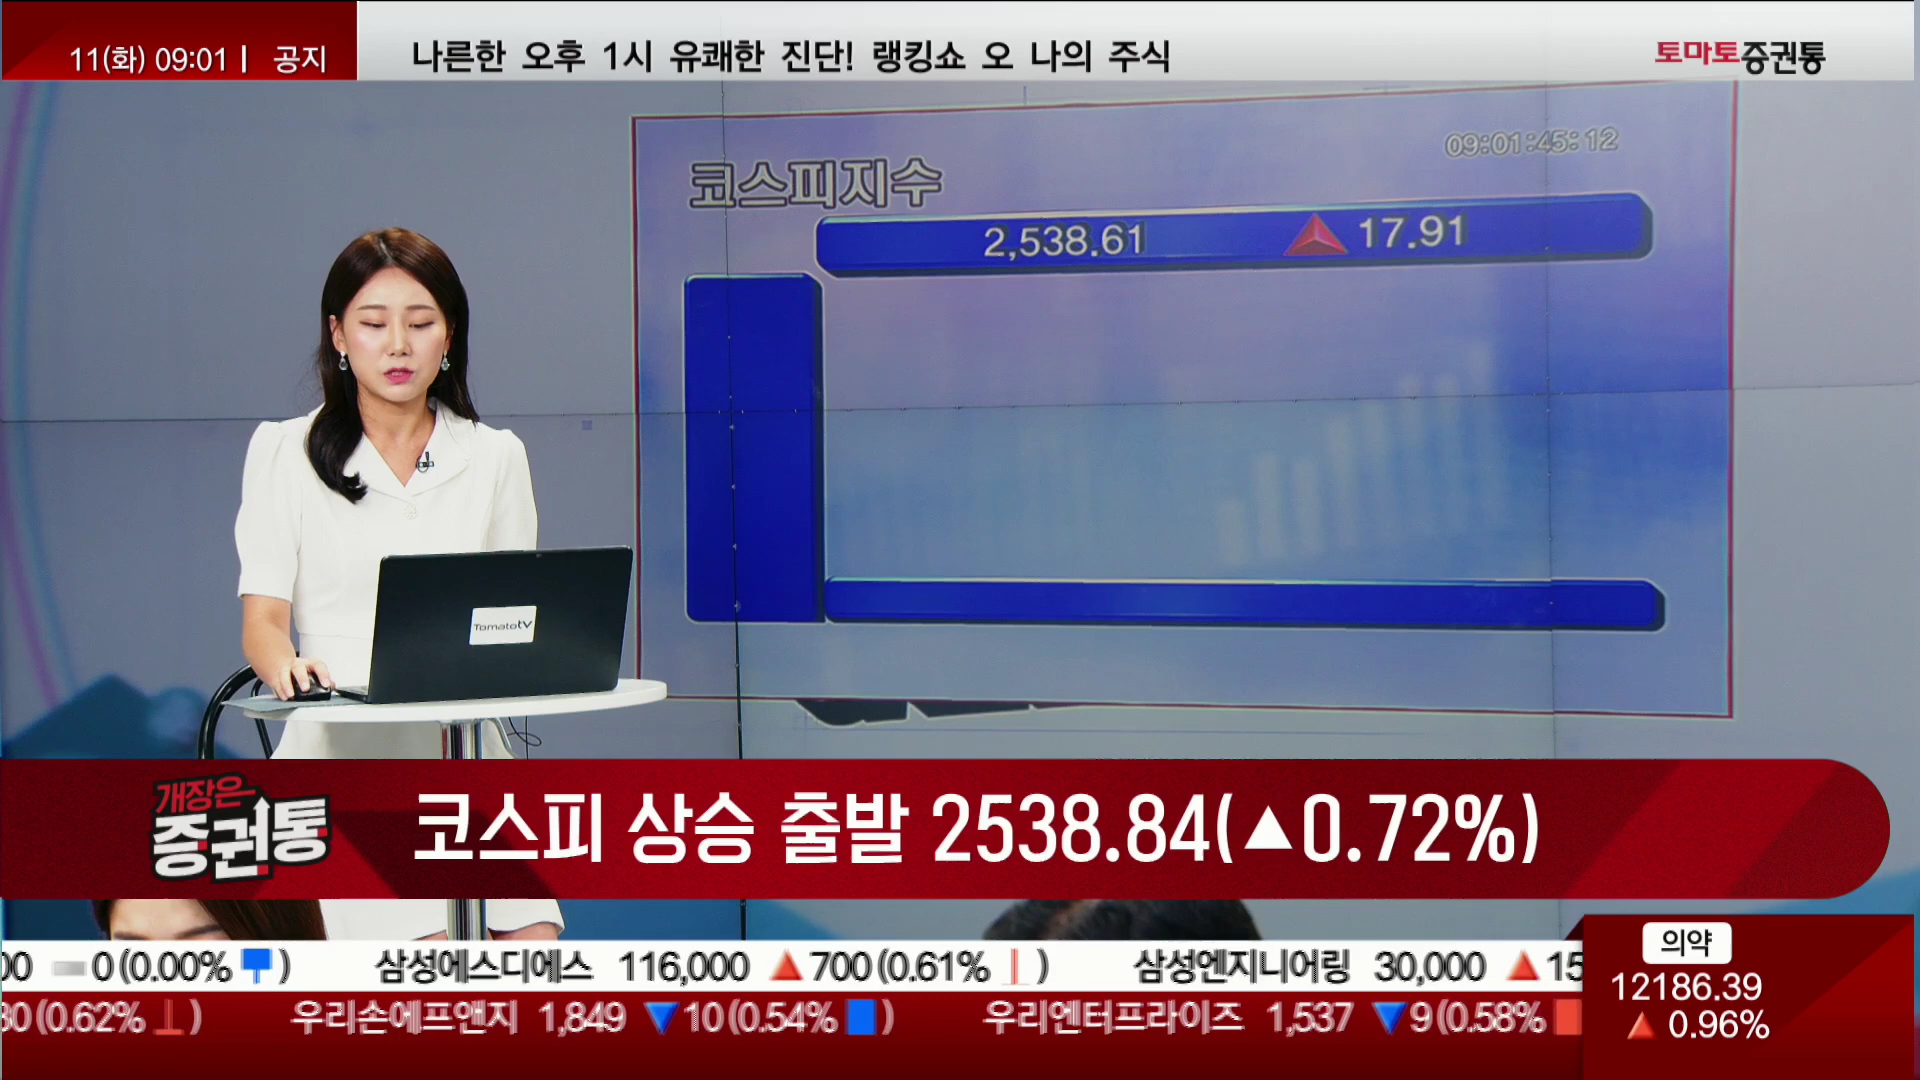 11(화) 09:01 | 공지
나른한 오후 1시 유쾌한 진단! 랭킹쇼 오 나의 주식
토마토증권통
09:01:45:12
코스피지수
2,538.61 ▲ 17.91
Tomatotv
개장은
증권통
코스피 상승 출발 2538.84(▲0.72%)
00 0(0.00% ) 삼성에스디에스 116,000 ▲700(0.61% ) 삼성엔지니어링 30,000 ▲15
30(0.62% ) 우리손에프앤지 1,849 ▼10(0.54% ) 우리엔터프라이즈 1,537 ▼9(0.58%
의약
12186.39
▲ 0.96%